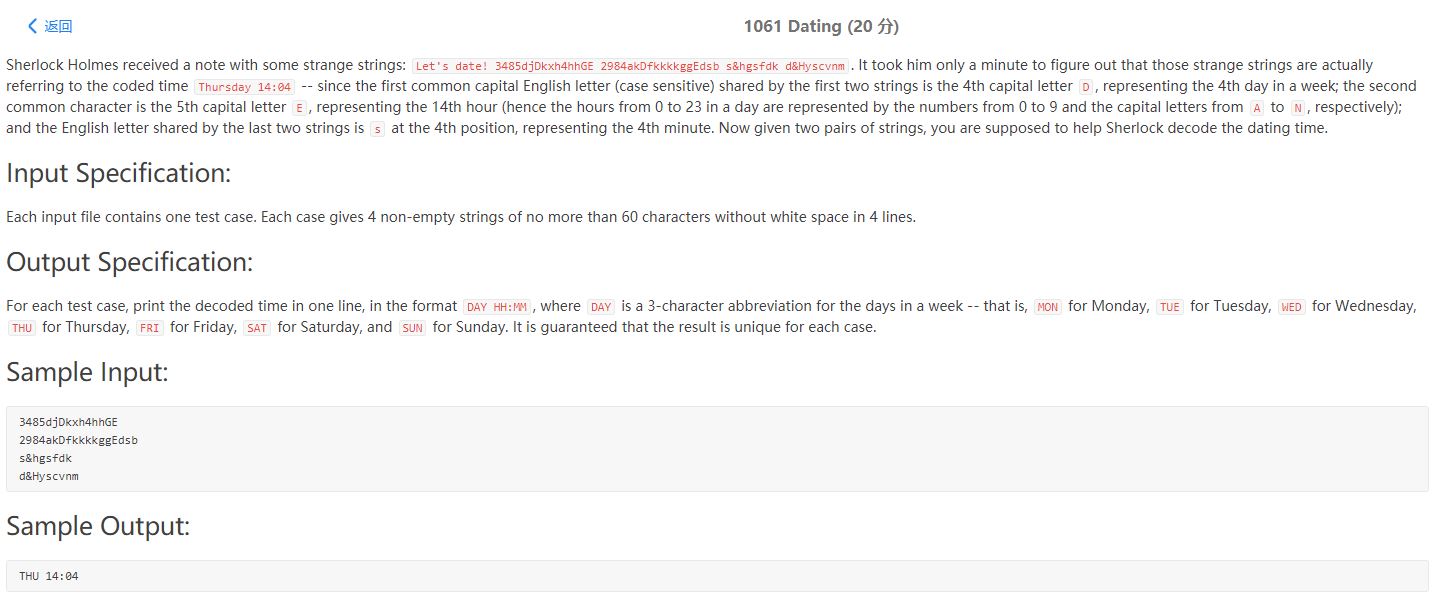 返回
1061 Dating (20 分)
Sherlock Holmes received a note with some strange strings: Let's date! 3485djDkxh4hhGE 2984akDfkkkkggEdsb s&hgsfdk d&Hyscvnm. It took him only a minute to figure out that those strange strings are actually
referring to the coded time Thursday 14:04 -- since the first common capital English letter (case sensitive) shared by the first two strings is the 4th capital letter D, representing the 4th day in a week; the second
common character is the 5th capital letter E, representing the 14th hour (hence the hours from 0 to 23 in a day are represented by the numbers from 0 to 9 and the capital letters from A to N, respectively);
and the English letter shared by the last two strings is s at the 4th position, representing the 4th minute. Now given two pairs of strings, you are supposed to help Sherlock decode the dating time.
Input Specification:
Each input file contains one test case. Each case gives 4 non-empty strings of no more than 60 characters without white space in 4 lines.
Output Specification:
For each test case, print the decoded time in one line, in the format DAY HH:MM, where DAY is a 3-character abbreviation for the days in a week -- that is, MON for Monday, TUE for Tuesday, WED for Wednesday,
THU for Thursday, FRI for Friday, SAT for Saturday, and SUN for Sunday. It is guaranteed that the result is unique for each case.
Sample Input:
3485djDkxh4hhGE
2984akDfkkkkggEdsb
s&hgsfdk
d&Hyscvnm
Sample Output:
THU 14:04